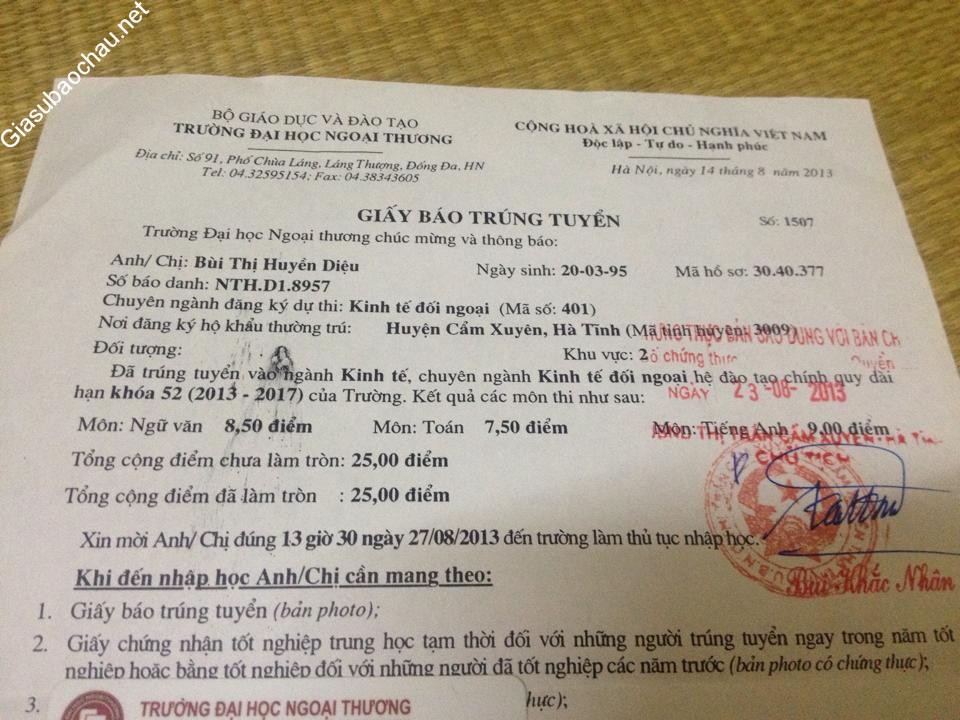 Giasubaochau.net
BỘ GIÁO DỤC VÀ ĐÀO TẠO
TRƯỜNG ĐẠI HỌC NGOẠI THƯƠNG
Địa chỉ: Số 91, Phố Chùa Láng, Láng Thượng, Đống Đa, HN
Tel: 04.32595154; Fax: 04.38343605
CỘNG HOÀ XÃ HỘI CHỦ NGHĨA VIỆT NAM
Độc lập - Tự do - Hạnh phúc
Hà Nội, ngày 14 tháng 8 năm 2013
GIẤY BÁO TRÚNG TUYỂN
Số: 1507
Trường Đại học Ngoại thương chúc mừng và thông báo:
Anh/ Chị: Bùi Thị Huyền Diệu Ngày sinh: 20-03-95 Mã hồ sơ: 30.40.377
Số báo danh: NTH.D1.8957
Chuyên ngành đăng ký dự thi: Kinh tế đối ngoại (Mã số: 401)
Nơi đăng ký hộ khẩu thường trú: Huyện Cẩm Xuyên, Hà Tĩnh (Mã tỉnh huyện: 3009)
Đối tượng: Khu vực: 2
Đã trúng tuyển vào ngành Kinh tế, chuyên ngành Kinh tế đối ngoại hệ đào tạo chính quy dài
hạn khóa 52 (2013 - 2017) của Trường. Kết quả các môn thi như sau:
NGÀY 23 -08- 2013
Môn: Ngữ văn 8,50 điểm Môn: Toán 7,50 điểm Môn: Tiếng Anh 9,00 điểm
CHỦ TỊCH
Tổng cộng điểm chưa làm tròn: 25,00 điểm
Tổng cộng điểm đã làm tròn : 25,00 điểm
Xin mời Anh/ Chị đúng 13 giờ 30 ngày 27/08/2013 đến trường làm thủ tục nhập học.
Bùi Khắc Nhân
Khi đến nhập học Anh/Chị cần mang theo:
1. Giấy báo trúng tuyển (bản photo);
2. Giấy chứng nhận tốt nghiệp trung học tạm thời đối với những người trúng tuyển ngay trong năm tốt
nghiệp hoặc bằng tốt nghiệp đối với những người đã tốt nghiệp các năm trước (bản photo có chứng thực);
3. thực);
TRƯỜNG ĐẠI HỌC NGOẠI THƯƠNG